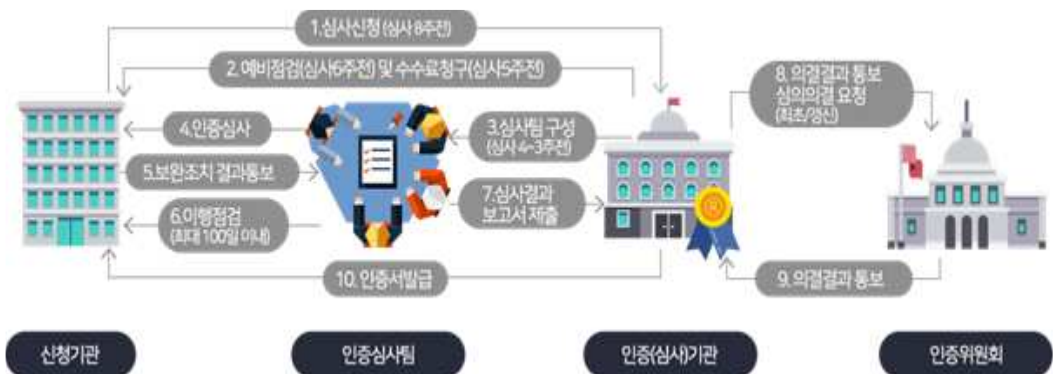 1.심사신청 (심사 8주전)
2. 예비점검(심사6주전) 및 수수료청구(심사5주전)
8. 의결결과 통보
심의의결 요청
(최초/갱신)
4.인증심사
3.심사팀 구성
(심사 4~3주전)
5.보완조치 결과통보
7.심사결과
보고서 제출
6.이행점검
(최대 100일 이내)
10. 인증서발급
9. 의결결과 통보
신청기관
인증심사팀
인증(심사)기관
인증위원회